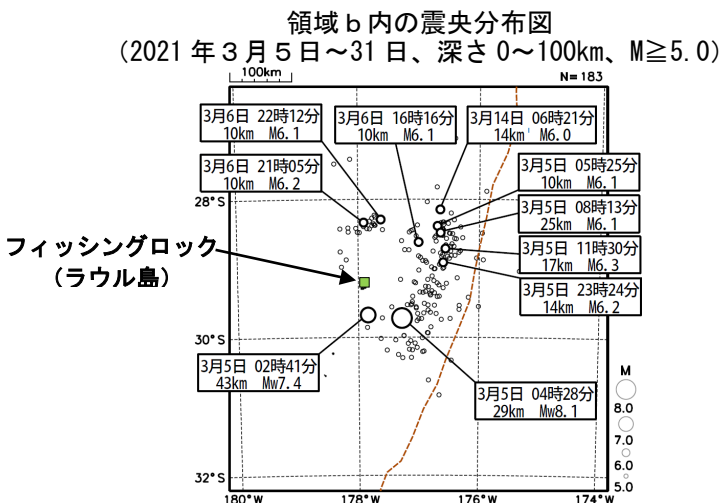 領域ｂ内の震央分布図
（2021 年３月５日～31 日、深さ 0～100km、M≧5.0）
100km
N= 183
3月6日 22時12分
10km M6.1
3月6日 16時16分
10km M6.1
3月14日 06時21分
14km M6.0
3月6日 21時05分
10km M6.2
3月5日 05時25分
10km M6.1
28°S
3月5日 08時13分
25km M6.1
フィッシングロック
（ラウル島）
3月5日 11時30分
17km M6.3
3月5日 23時24分
14km M6.2
30°S
3月5日 02時41分
43km Mw7.4
3月5日 04時28分
29km Mw8.1
M
8.0
7.0
6.0
5.0
32°S
180°W
178°W
176°W
174°W